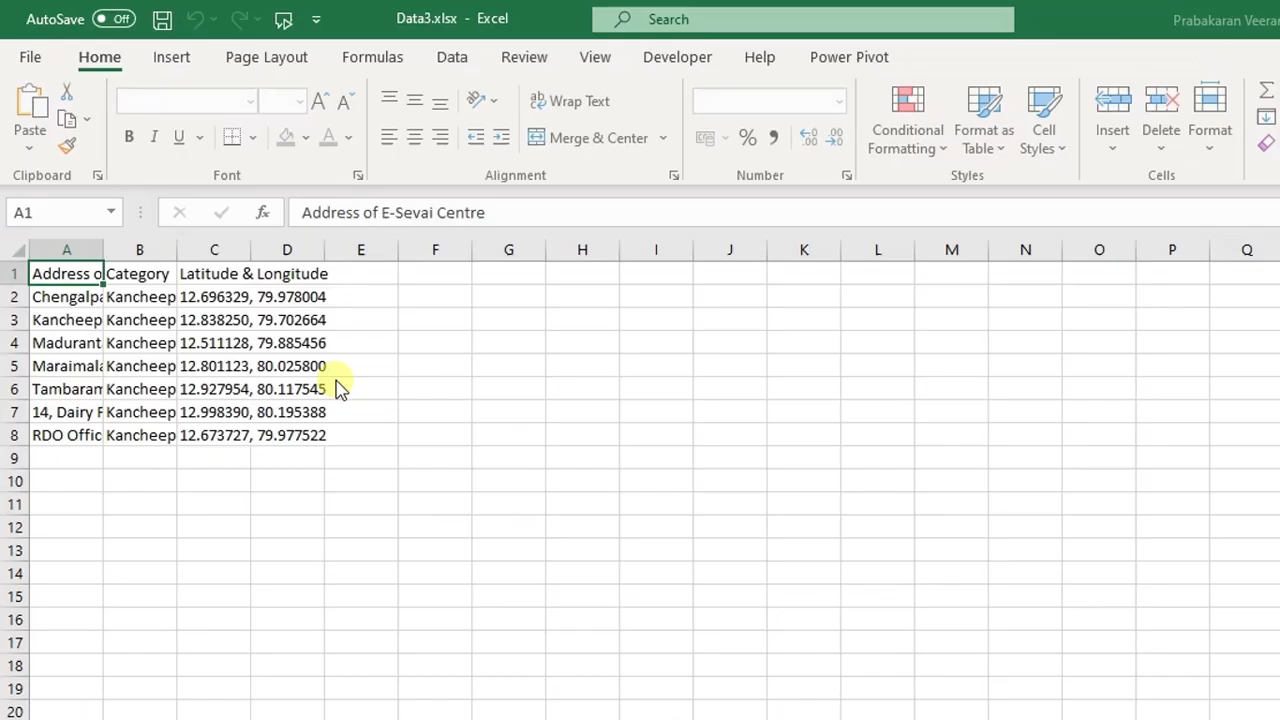 AutoSave Off Data3.xlsx - Excel Search Prabakaran Veeran
File Home Insert Page Layout Formulas Data Review View Developer Help Power Pivot
Paste
Clipboard
B I U A
Font
Wrap Text
Merge & Center
Alignment
%
Number
Conditional Formatting
Format as Table
Cell Styles
Styles
Insert Delete Format
Cells
A1 fx Address of E-Sevai Centre
A B C D E F G H I J K L M N O P Q
1 Address o Category Latitude & Longitude
2 Chengalpa Kancheep 12.696329, 79.978004
3 Kancheep Kancheep 12.838250, 79.702664
4 Madurant Kancheep 12.511128, 79.885456
5 Maraimala Kancheep 12.801123, 80.025800
6 Tambaram Kancheep 12.927954, 80.117545
7 14, Dairy F Kancheep 12.998390, 80.195388
8 RDO Offic Kancheep 12.673727, 79.977522
9
10
11
12
13
14
15
16
17
18
19
20